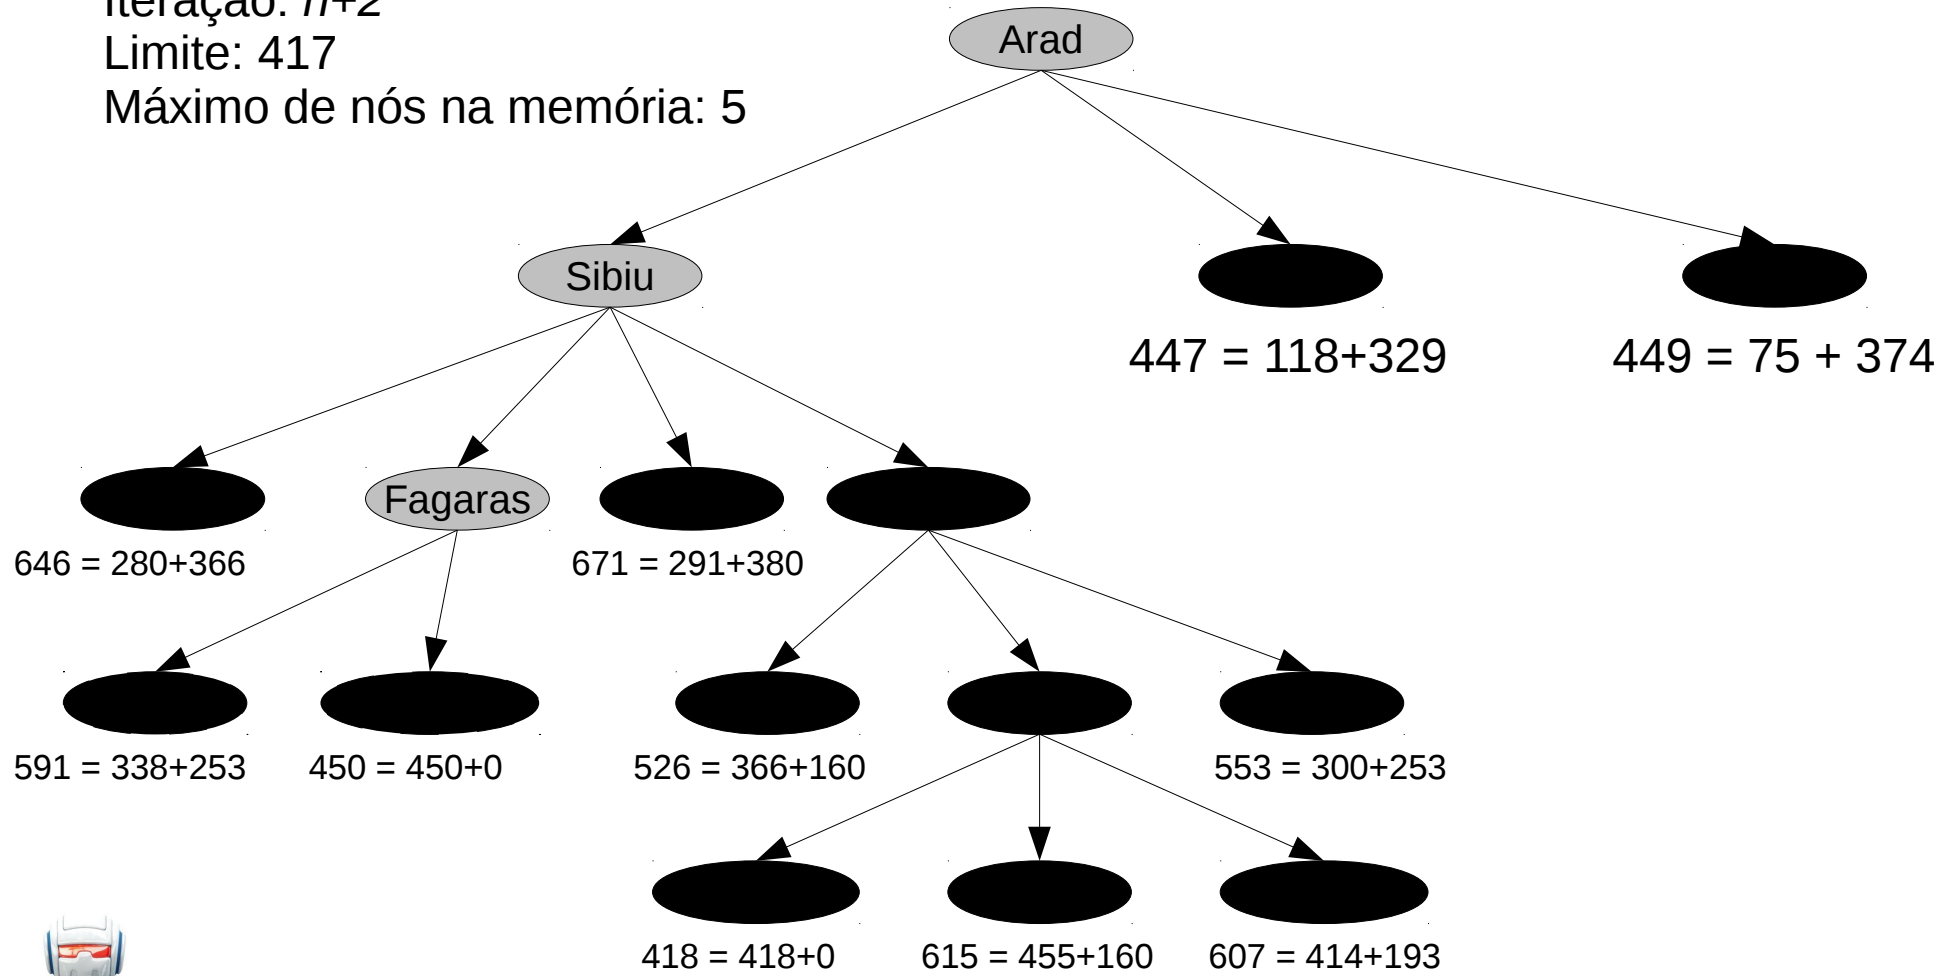 Iteração: n+2
Limite: 417
Máximo de nós na memória: 5
Arad
Sibiu
447 = 118+329
449 = 75 + 374
Fagaras
646 = 280+366
671 = 291+380
591 = 338+253
450 = 450+0
526 = 366+160
553 = 300+253
418 = 418+0
615 = 455+160
607 = 414+193